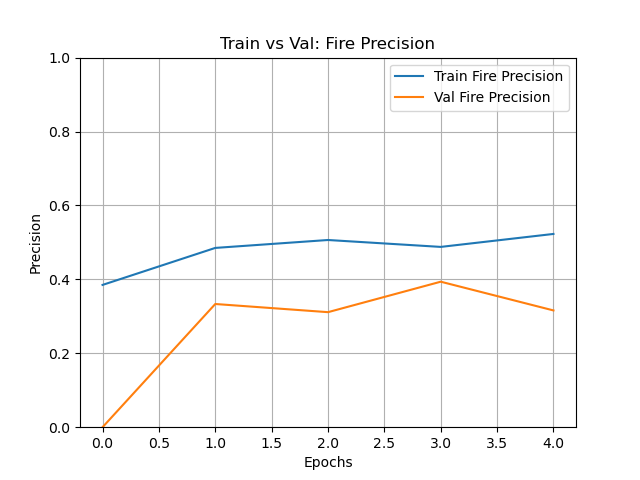 Train vs Val: Fire Precision
Train Fire Precision
Val Fire Precision
Precision
1.0
0.8
0.6
0.4
0.2
0.0
0.0 0.5 1.0 1.5 2.0 2.5 3.0 3.5 4.0
Epochs